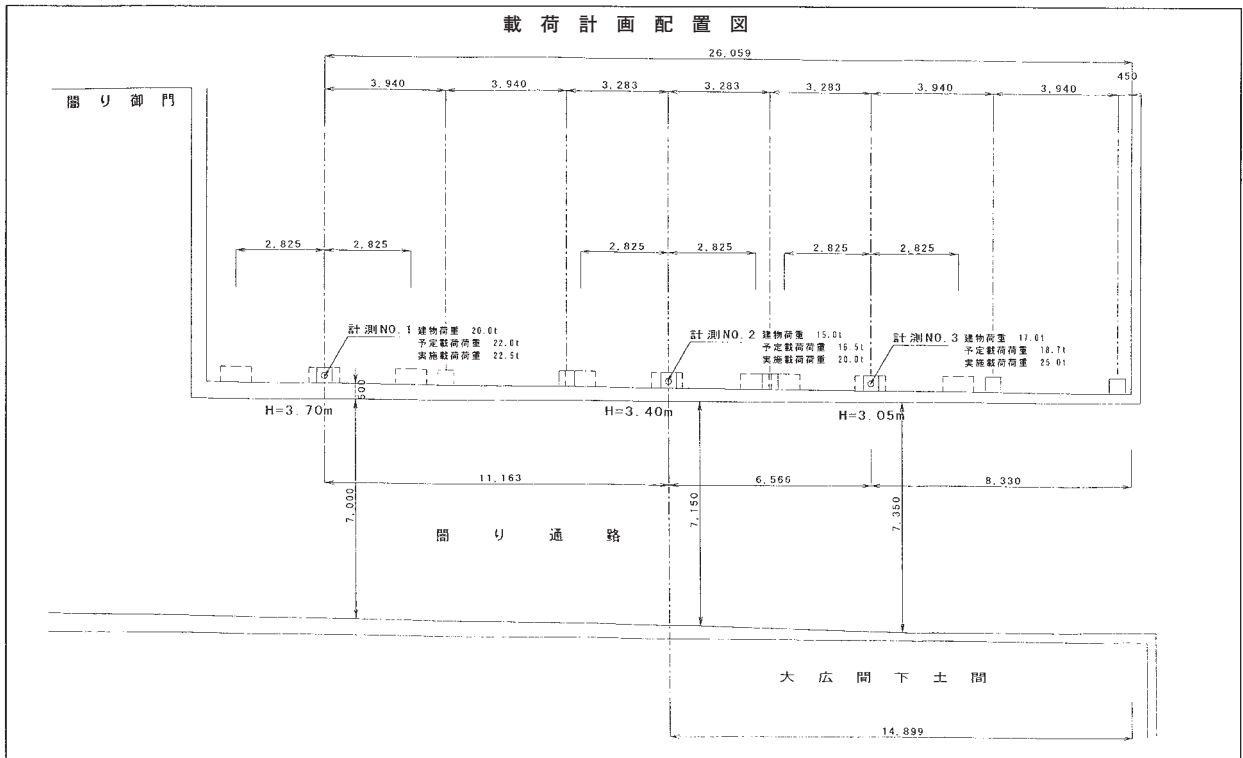 載荷計画配置図
26,059
450
3,940
3,940
3,283
3,283
3,283
3,940
3,940
闇り御門
2,825
2,825
2,825
2,825
2,825
2,825
計測NO.1 建物荷重 20.0t
予定載荷荷重 22.0t
実施載荷荷重 22.5t
計測NO.2 建物荷重 15.0t
予定載荷荷重 16.5t
実施載荷荷重 20.0t
計測NO.3 建物荷重 17.0t
予定載荷荷重 18.7t
実施載荷荷重 25.0t
500
H=3.70m
H=3.40m
H=3.05m
11,163
6,566
8,330
7,000
7,150
7,350
闇り通路
大広間下土間
14,899